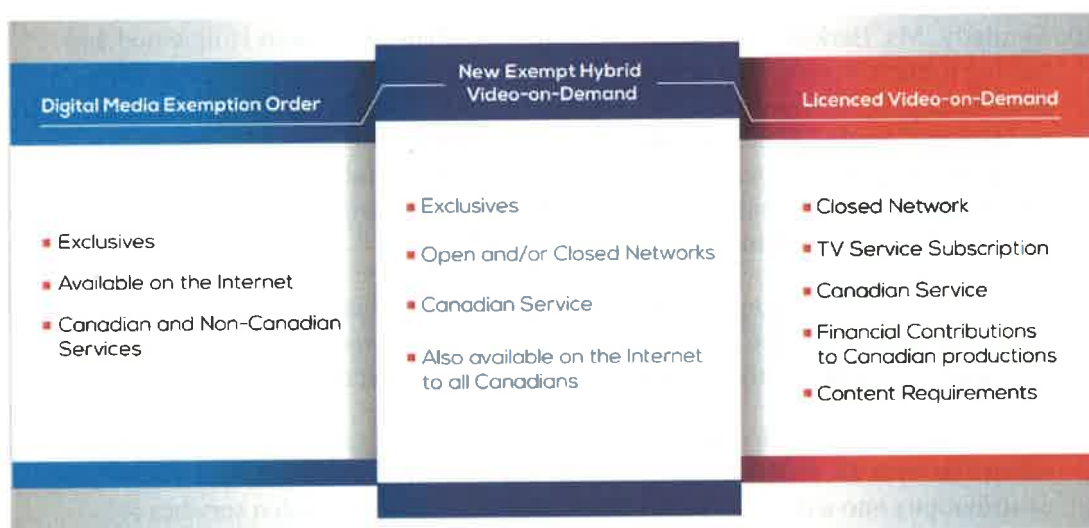 Digital Media Exemption Order
Exclusives
Available on the Internet
Canadian and Non-Canadian
Services
New Exempt Hybrid
Video-on-Demand
Exclusives
Open and/or Closed Networks
Canadian Service
Also available on the Internet
to all Canadians
Licenced Video-on-Demand
Closed Network
TV Service Subscription
Canadian Service
Financial Contributions
to Canadian productions
Content Requirements